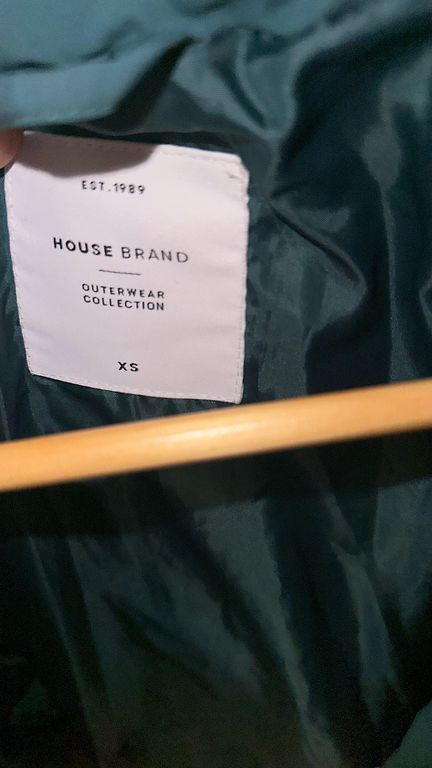 EST.1989
HOUSE BRAND
OUTERWEAR
COLLECTION
XS